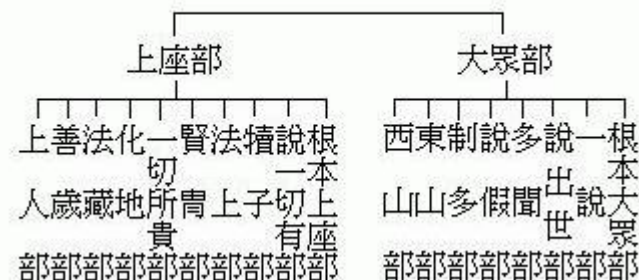 上座部
大眾部
上人部
善歲部
法藏部
化地部
一切所貴部
賢冑部
法上部
犢子部
說一切有部
根本上座部
西山部
東山部
制多部
說假部
多聞部
說出世部
一說部
根本大眾部